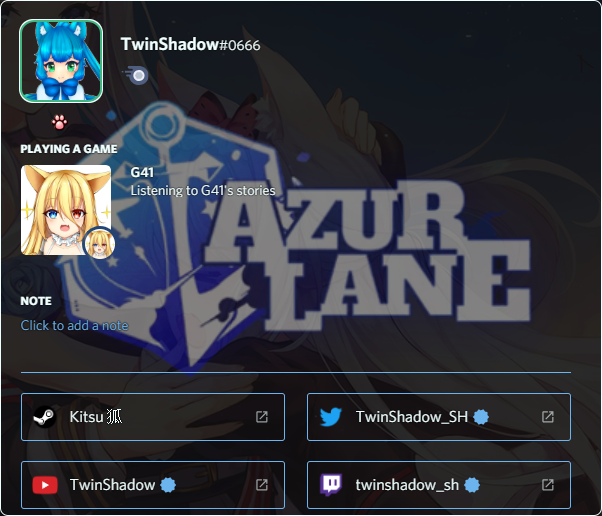 TwinShadow#0666
PLAYING A GAME
G41
Listening to G41's stories
AZUR
LANE
NOTE
Click to add a note
Kitsu 狐
TwinShadow_SH
TwinShadow
twinshadow_sh